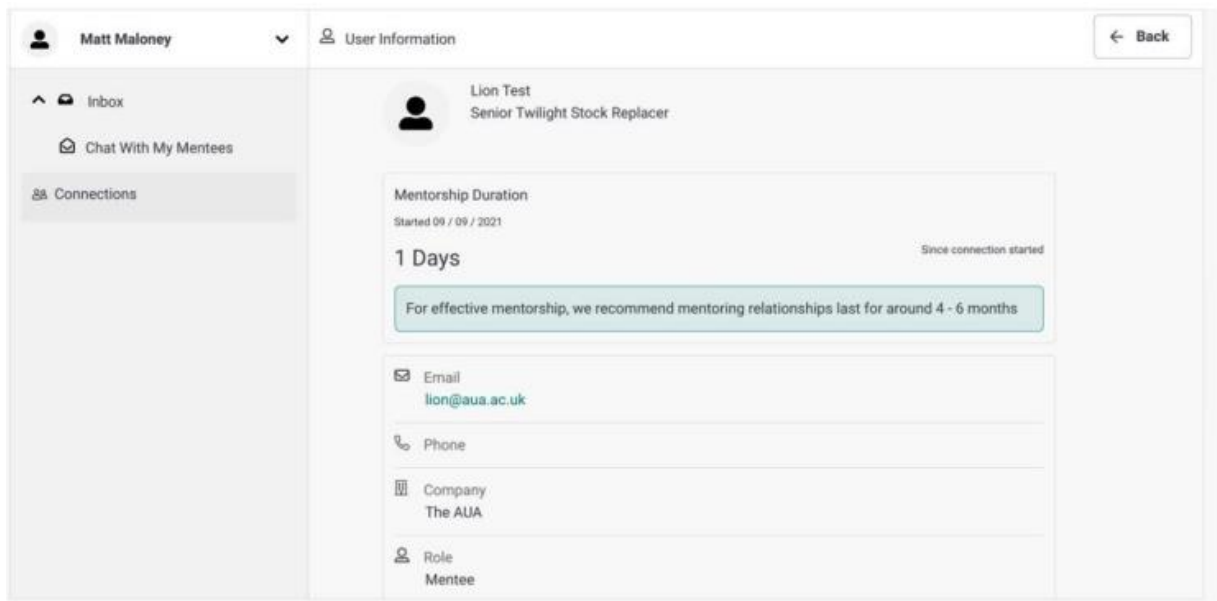 Matt Maloney
User Information
Back
Inbox
Chat With My Mentees
Connections
Lion Test
Senior Twilight Stock Replacer
Mentorship Duration
Started 09 / 09 / 2021
1 Days
Since connection started
For effective mentorship, we recommend mentoring relationships last for around 4 - 6 months
Email
lion@aua.ac.uk
Phone
Company
The AUA
Role
Mentee